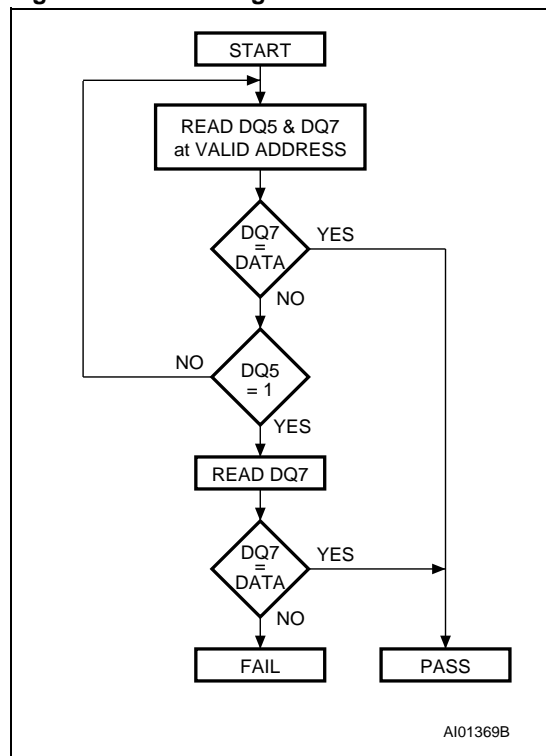 START
READ DQ5 & DQ7
at VALID ADDRESS
DQ7
=
DATA
YES
NO
DQ5
= 1
NO
YES
READ DQ7
DQ7
=
DATA
YES
NO
FAIL
PASS
AI01369B